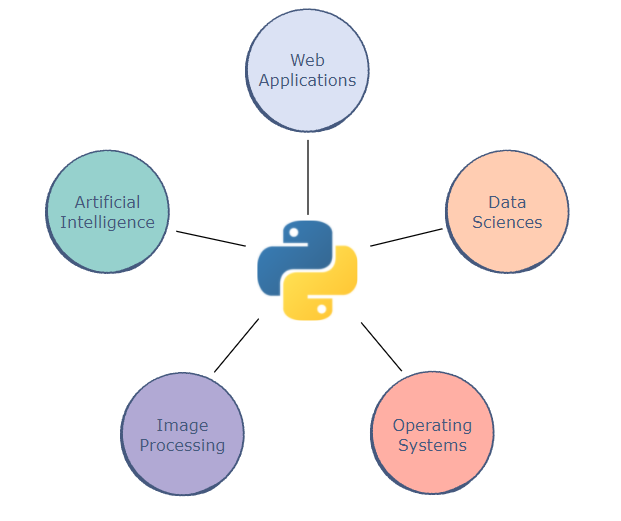 Web
Applications
Artificial
Intelligence
Data
Sciences
Image
Processing
Operating
Systems